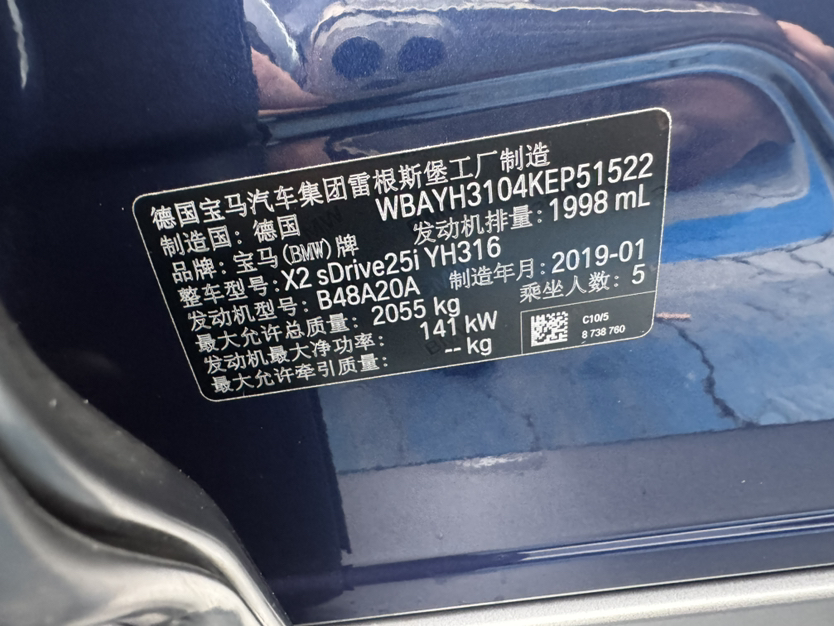 德国宝马汽车集团雷根斯堡工厂制造
制造国：德国 WBAYH3104KEP51522
品牌：宝马(BMW)牌 发动机排量：1998 mL
整车型号：X2 sDrive25i YH316
发动机型号：B48A20A 制造年月：2019-01
最大允许总质量：2055 kg 乘坐人数：5
发动机最大净功率：141 kW
最大允许牵引质量：-- kg
C10/5
8 738 760